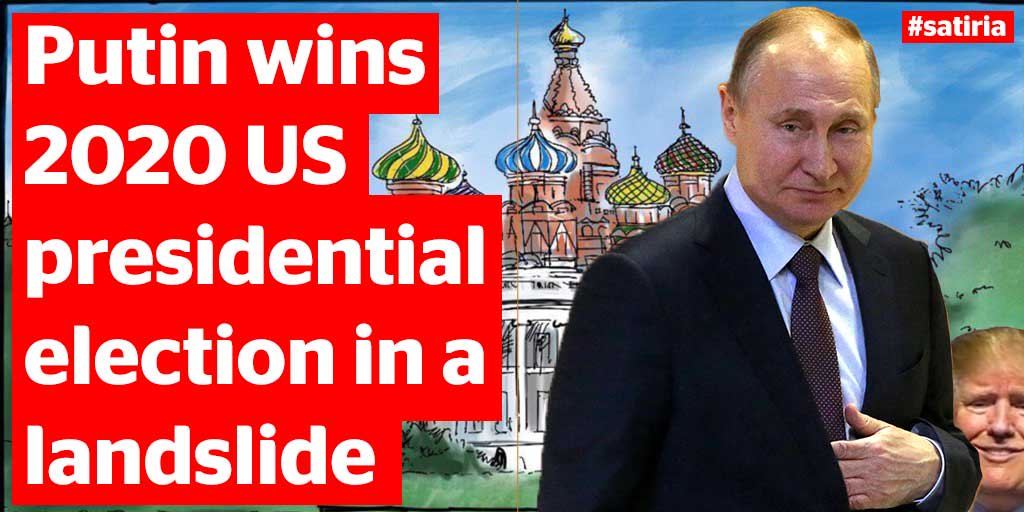 Putin wins
2020 US
presidential
election in a
landslide
#satiria